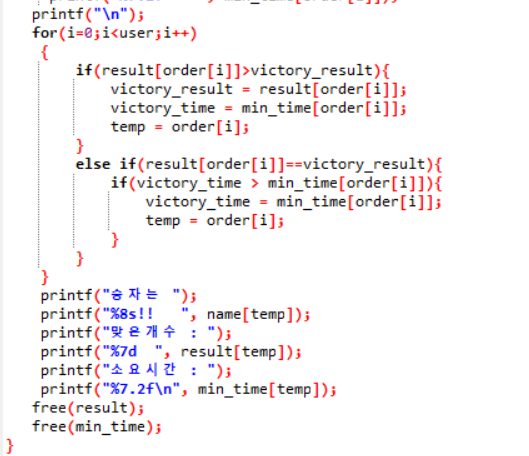 printf("\n");
for(i=0;i<user;i++)
{
if(result[order[i]]>victory_result){
victory_result = result[order[i]];
victory_time = min_time[order[i]];
temp = order[i];
}
else if(result[order[i]]==victory_result){
if(victory_time > min_time[order[i]]){
victory_time = min_time[order[i]];
temp = order[i];
}
}
}
printf("승자는 ");
printf("%8s!!   ", name[temp]);
printf("맞은개수 : ");
printf("%7d  ", result[temp]);
printf("소요시간 : ");
printf("%7.2f\n", min_time[temp]);
free(result);
free(min_time);
}